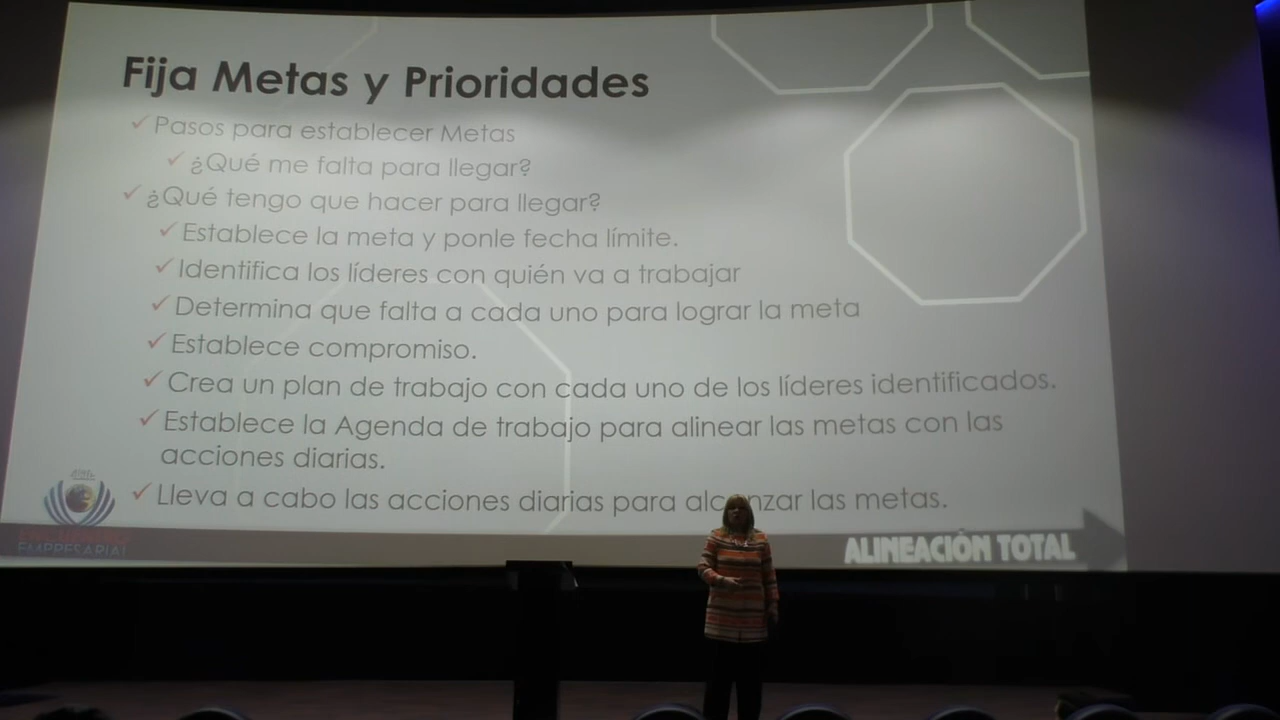 Fija Metas y Prioridades
Pasos para establecer Metas
¿Qué me falta para llegar?
¿Qué tengo que hacer para llegar?
Establece la meta y ponle fecha límite.
Identifica los líderes con quién va a trabajar
Determina que falta a cada uno para lograr la meta
Establece compromiso.
Crea un plan de trabajo con cada uno de los líderes identificados.
Establece la Agenda de trabajo para alinear las metas con las
acciones diarias.
Lleva a cabo las acciones diarias para alcanzar las metas.
EMPRESARIAL
ALINEACIÓN TOTAL